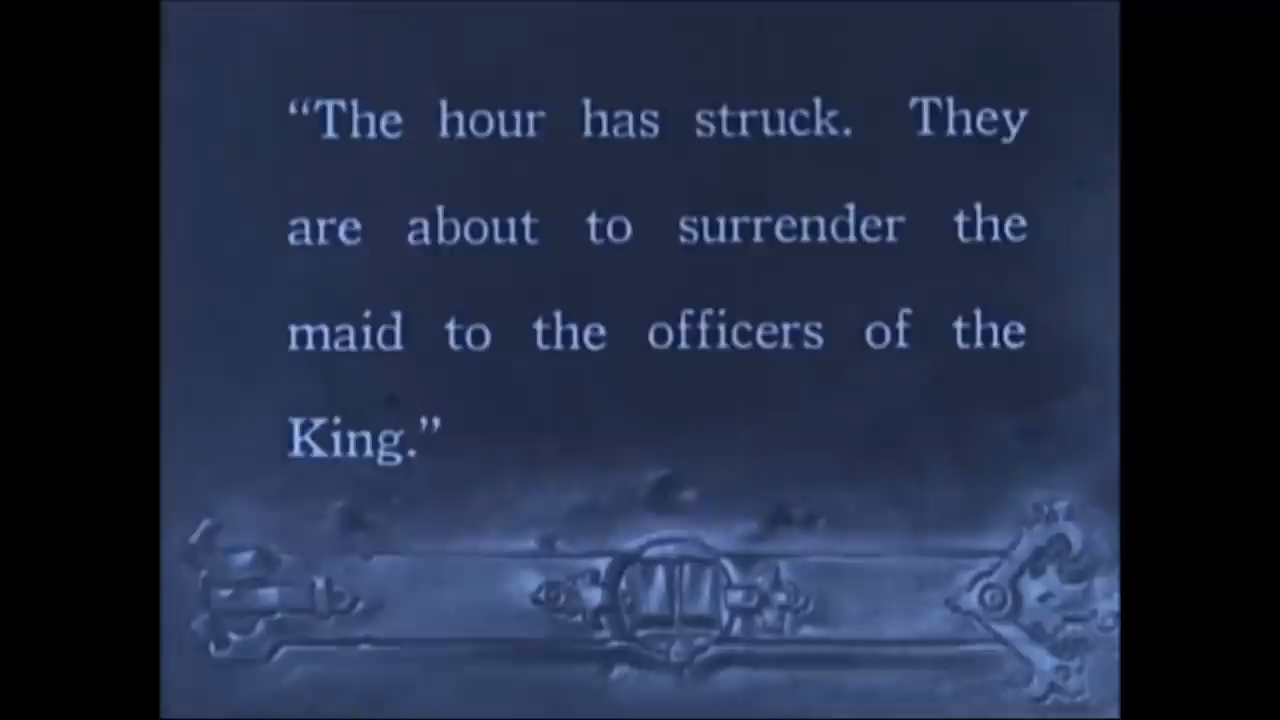 “The hour has struck. They
are about to surrender the
maid to the officers of the
King.”